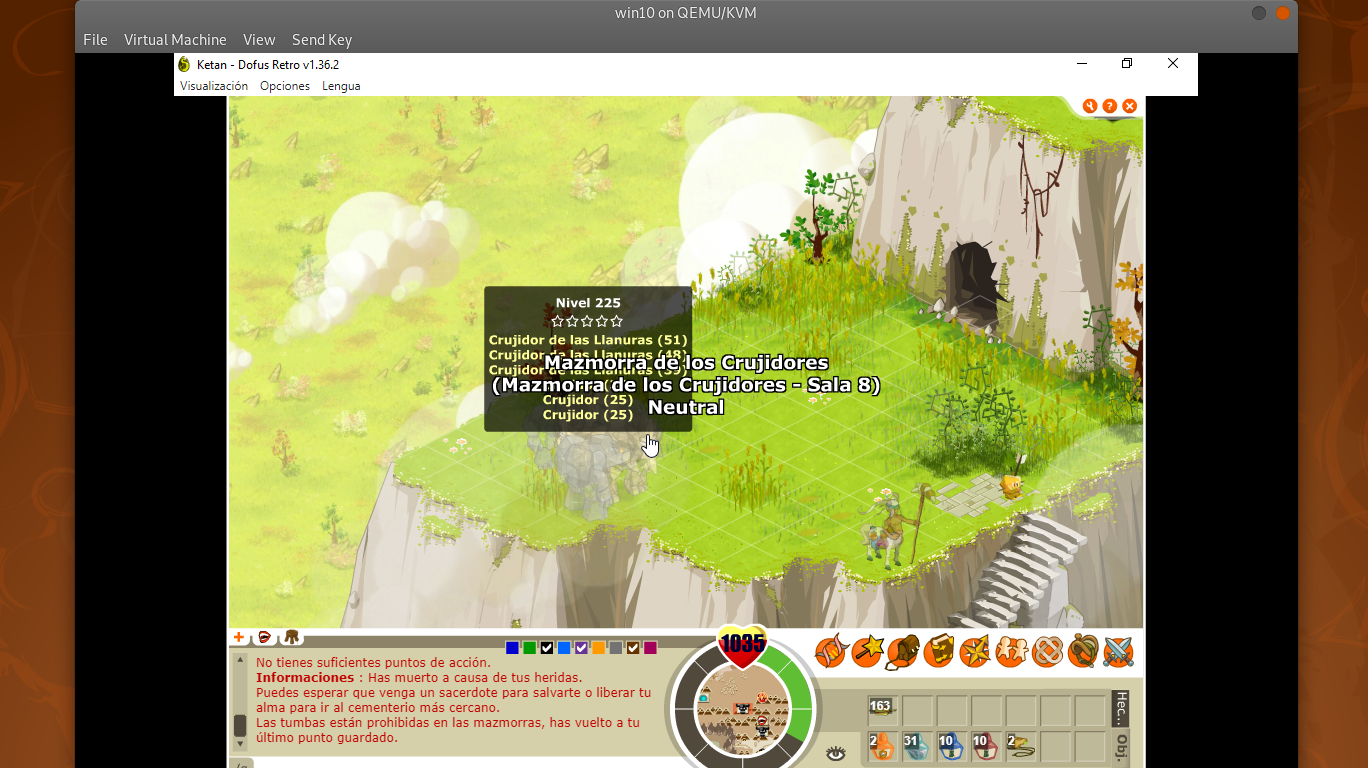 win10 on QEMU/KVM
File Virtual Machine View Send Key
Ketan - Dofus Retro v1.36.2
Visualización Opciones Lengua
Nivel 225
Crujidor de las Llanuras (51)
Crujidor de las Llanuras (48)
Crujidor de las Llanuras
Mazmorra de los Crujidores
(Mazmorra de los Crujidores - Sala 8)
Neutral
Crujidor (25)
Crujidor (25)
1035
No tienes suficientes puntos de acción.
Informaciones : Has muerto a causa de tus heridas.
Puedes esperar que venga un sacerdote para salvarte o liberar tu
alma para ir al cementerio más cercano.
Las tumbas están prohibidas en las mazmorras, has vuelto a tu
último punto guardado.
163
Hec...
2 31 10 10 2
Obj.